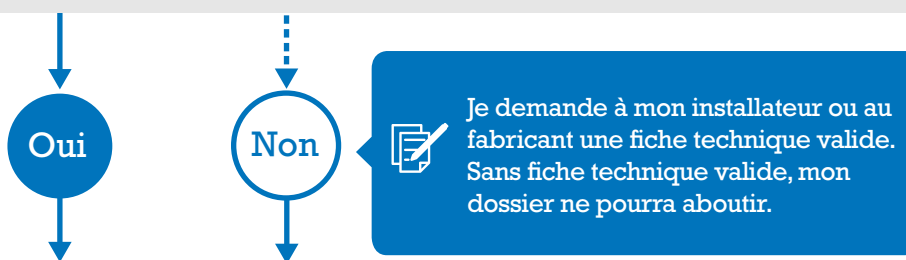 Oui
Non
Je demande à mon installateur ou au
fabricant une fiche technique valide.
Sans fiche technique valide, mon
dossier ne pourra aboutir.